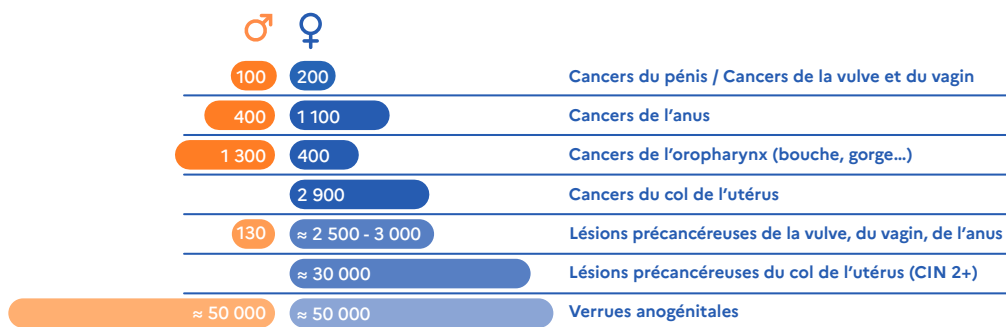 100 200 Cancers du pénis / Cancers de la vulve et du vagin
400 1 100 Cancers de l'anus
1 300 400 Cancers de l'oropharynx (bouche, gorge...)
2 900 Cancers du col de l'utérus
130 ≈ 2 500 - 3 000 Lésions précancéreuses de la vulve, du vagin, de l'anus
≈ 30 000 Lésions précancéreuses du col de l'utérus (CIN 2+)
≈ 50 000 ≈ 50 000 Verrues anogénitales